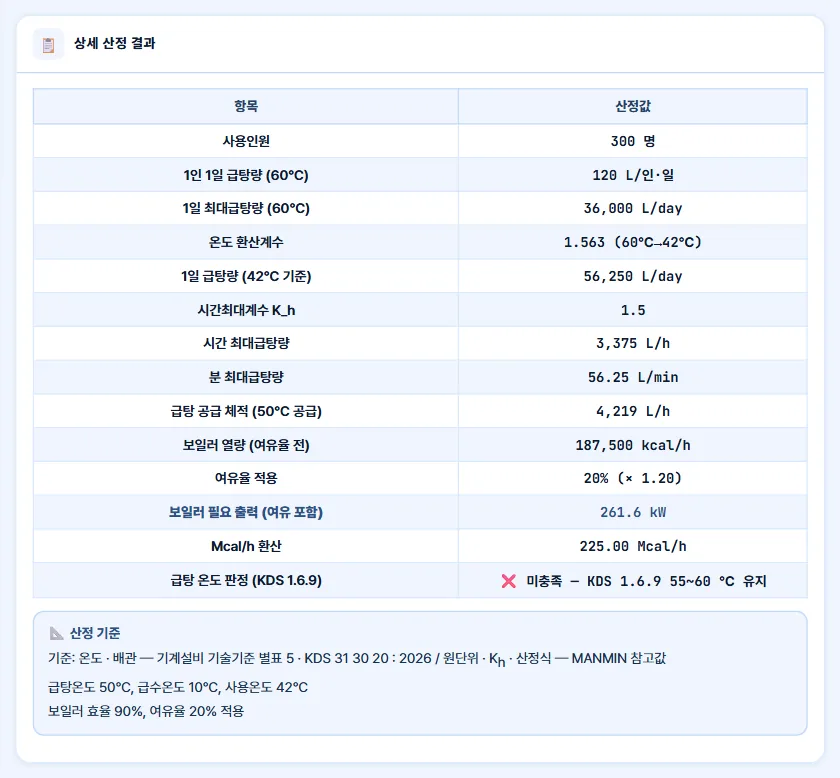 상세 산정 결과
항목 산정값
사용인원 300 명
1인 1일 급탕량 (60°C) 120 L/인·일
1일 최대급탕량 (60°C) 36,000 L/day
온도 환산계수 1.563 (60°C→42°C)
1일 급탕량 (42°C 기준) 56,250 L/day
시간최대계수 K_h 1.5
시간 최대급탕량 3,375 L/h
분 최대급탕량 56.25 L/min
급탕 공급 체적 (50°C 공급) 4,219 L/h
보일러 열량 (여유율 전) 187,500 kcal/h
여유율 적용 20% (× 1.20)
보일러 필요 출력 (여유 포함) 261.6 kW
Mcal/h 환산 225.00 Mcal/h
급탕 온도 판정 (KDS 1.6.9) ❌ 미충족 — KDS 1.6.9 55~60 °C 유지
산정 기준
기준: 온도 · 배관 — 기계설비 기술기준 별표 5 · KDS 31 30 20 : 2026 / 원단위 · Kh · 산정식 — MANMIN 참고값
급탕온도 50°C, 급수온도 10°C, 사용온도 42°C
보일러 효율 90%, 여유율 20% 적용